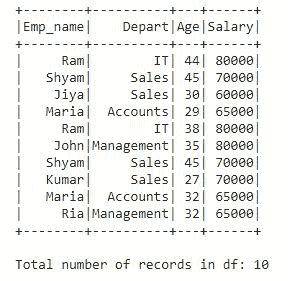 +--------+----------+---+------+
|Emp_name|    Depart|Age|Salary|
+--------+----------+---+------+
|     Ram|        IT| 44| 80000|
|   Shyam|     Sales| 45| 70000|
|    Jiya|     Sales| 30| 60000|
|   Maria|  Accounts| 29| 65000|
|     Ram|        IT| 38| 80000|
|    John|Management| 35| 80000|
|   Shyam|     Sales| 45| 70000|
|   Kumar|     Sales| 27| 70000|
|   Maria|  Accounts| 32| 65000|
|     Ria|Management| 32| 65000|
+--------+----------+---+------+
Total number of records in df: 10